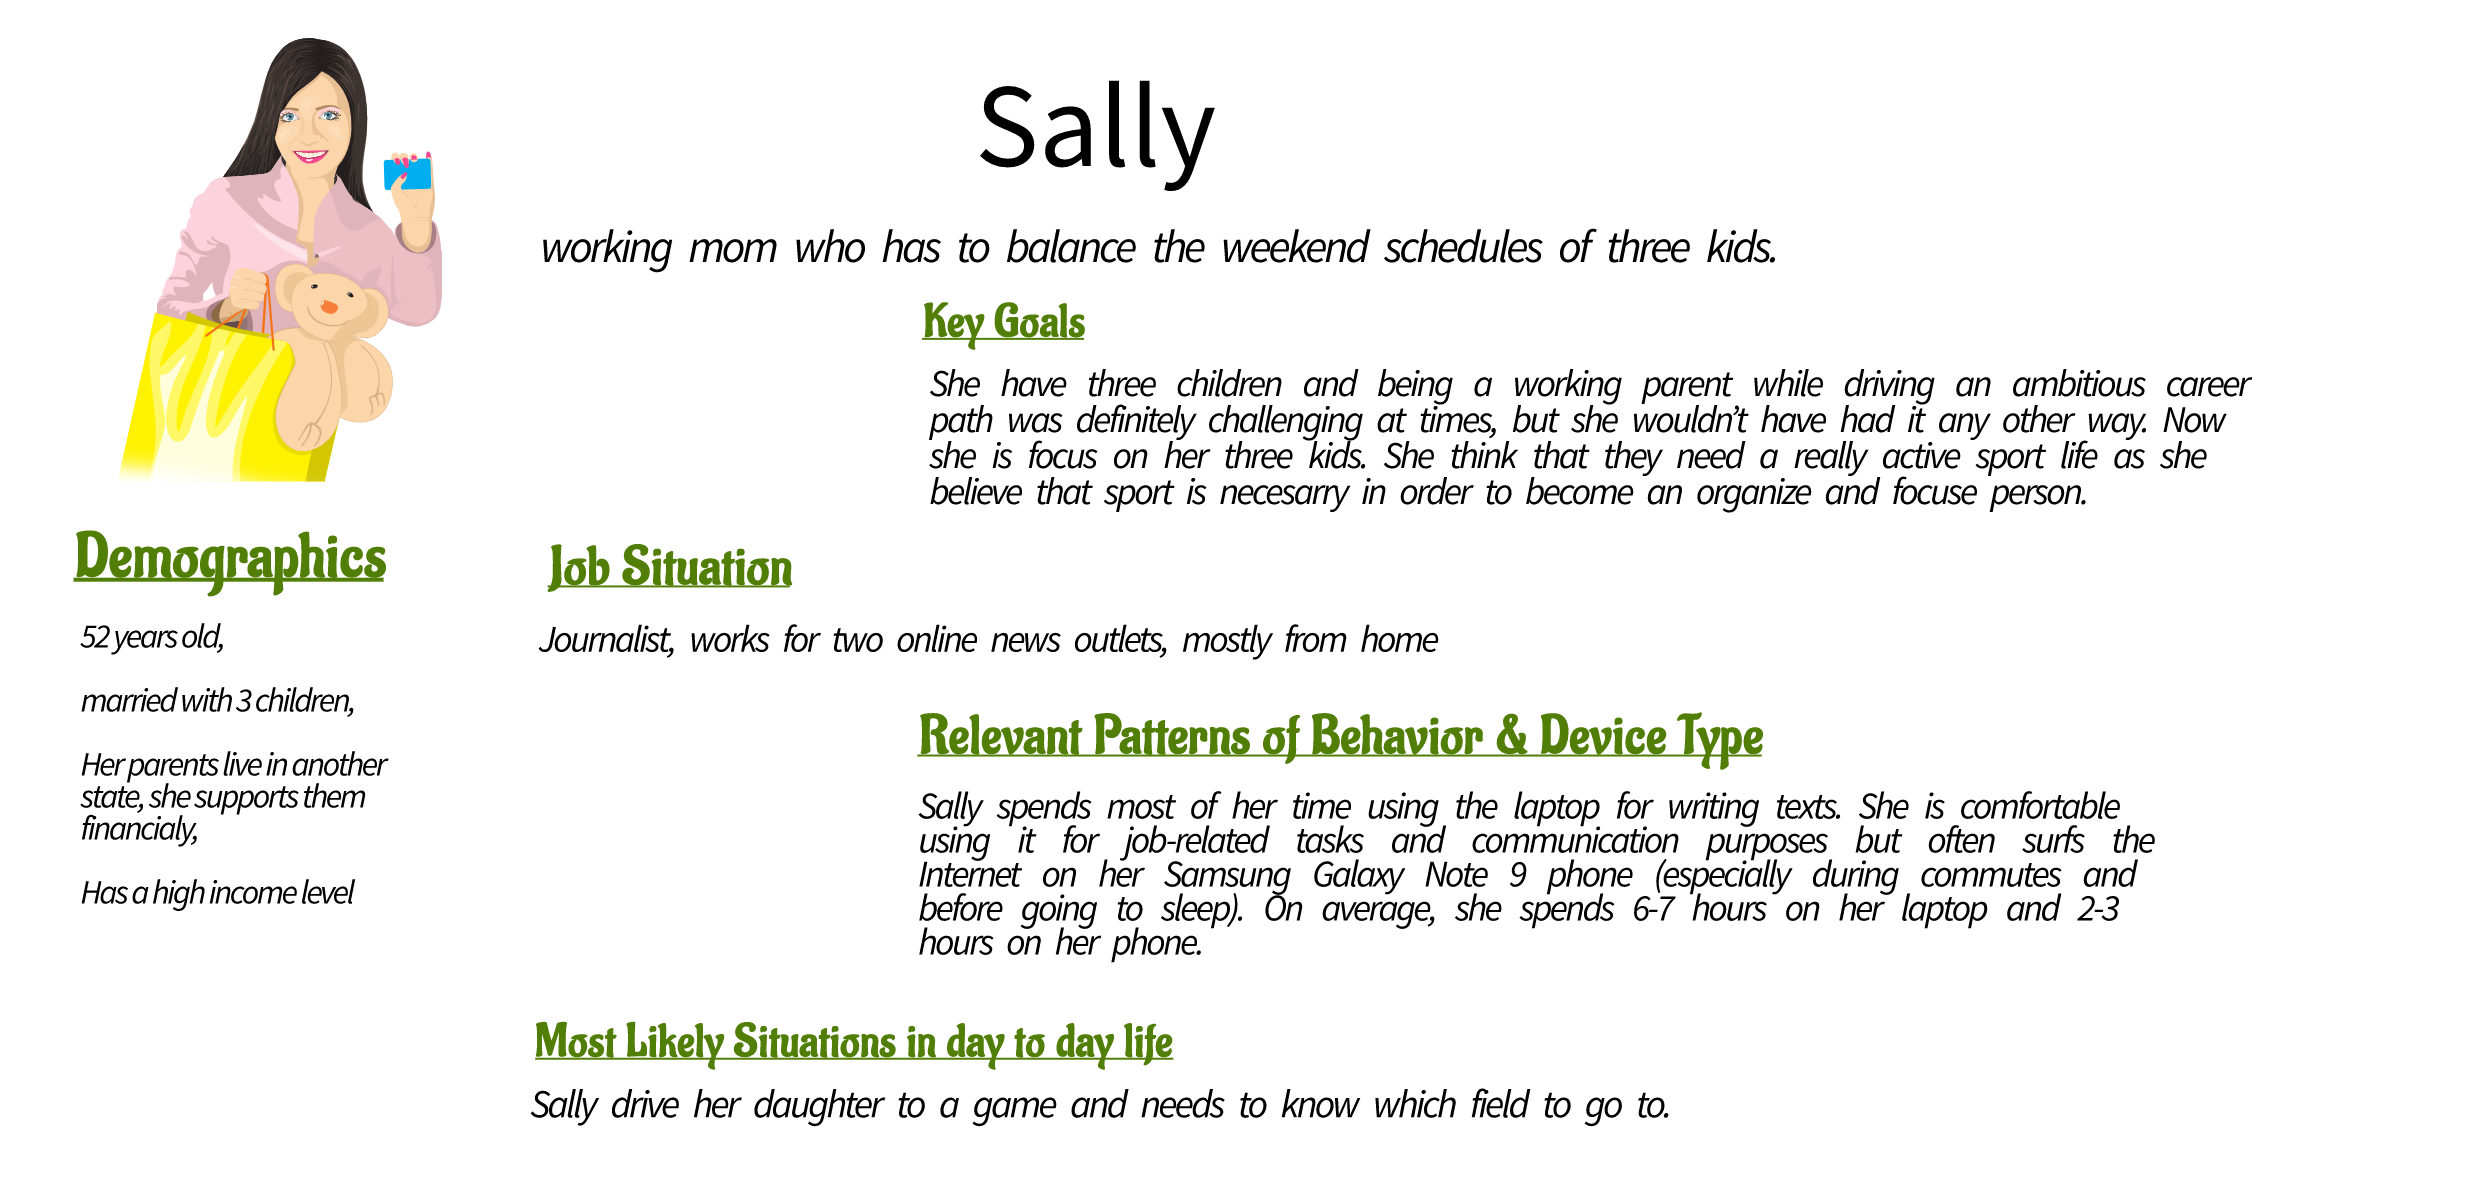 Sally
working mom who has to balance the weekend schedules of three kids.
Key Goals
She have three children and being a working parent while driving an ambitious career
path was definitely challenging at times, but she wouldn’t have had it any other way. Now
she is focus on her three kids. She think that they need a really active sport life as she
believe that sport is necesarry in order to become an organize and focuse person.
Demographics
52 years old,
married with 3 children,
Her parents live in another
state, she supports them
financialy,
Has a high income level
Job Situation
Journalist, works for two online news outlets, mostly from home
Relevant Patterns of Behavior & Device Type
Sally spends most of her time using the laptop for writing texts. She is comfortable
using it for job-related tasks and communication purposes but often surfs the
Internet on her Samsung Galaxy Note 9 phone (especially during commutes and
before going to sleep). On average, she spends 6-7 hours on her laptop and 2-3
hours on her phone.
Most Likely Situations in day to day life
Sally drive her daughter to a game and needs to know which field to go to.